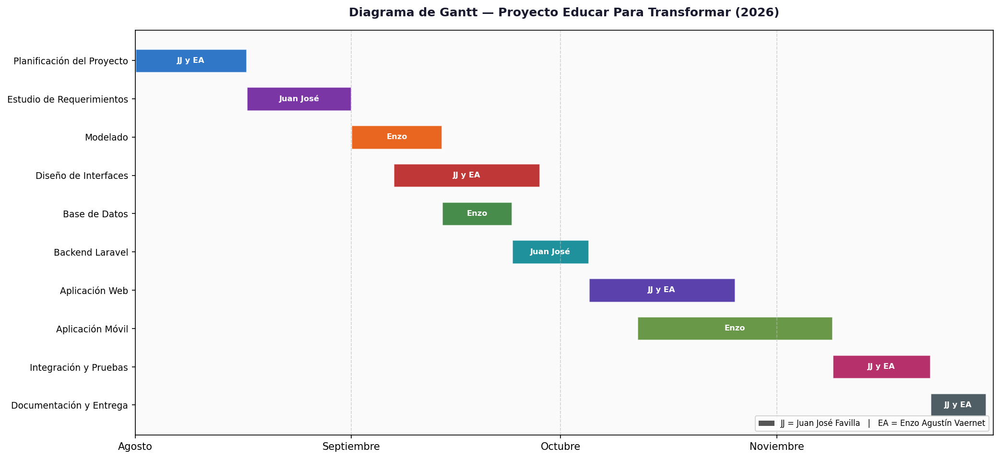 Diagrama de Gantt — Proyecto Educar Para Transformar (2026)
Planificación del Proyecto
JJ y EA
Estudio de Requerimientos
Juan José
Modelado
Enzo
Diseño de Interfaces
JJ y EA
Base de Datos
Enzo
Backend Laravel
Juan José
Aplicación Web
JJ y EA
Aplicación Móvil
Enzo
Integración y Pruebas
JJ y EA
Documentación y Entrega
JJ y EA
JJ = Juan José Favilla | EA = Enzo Agustín Vaernet
Agosto
Septiembre
Octubre
Noviembre